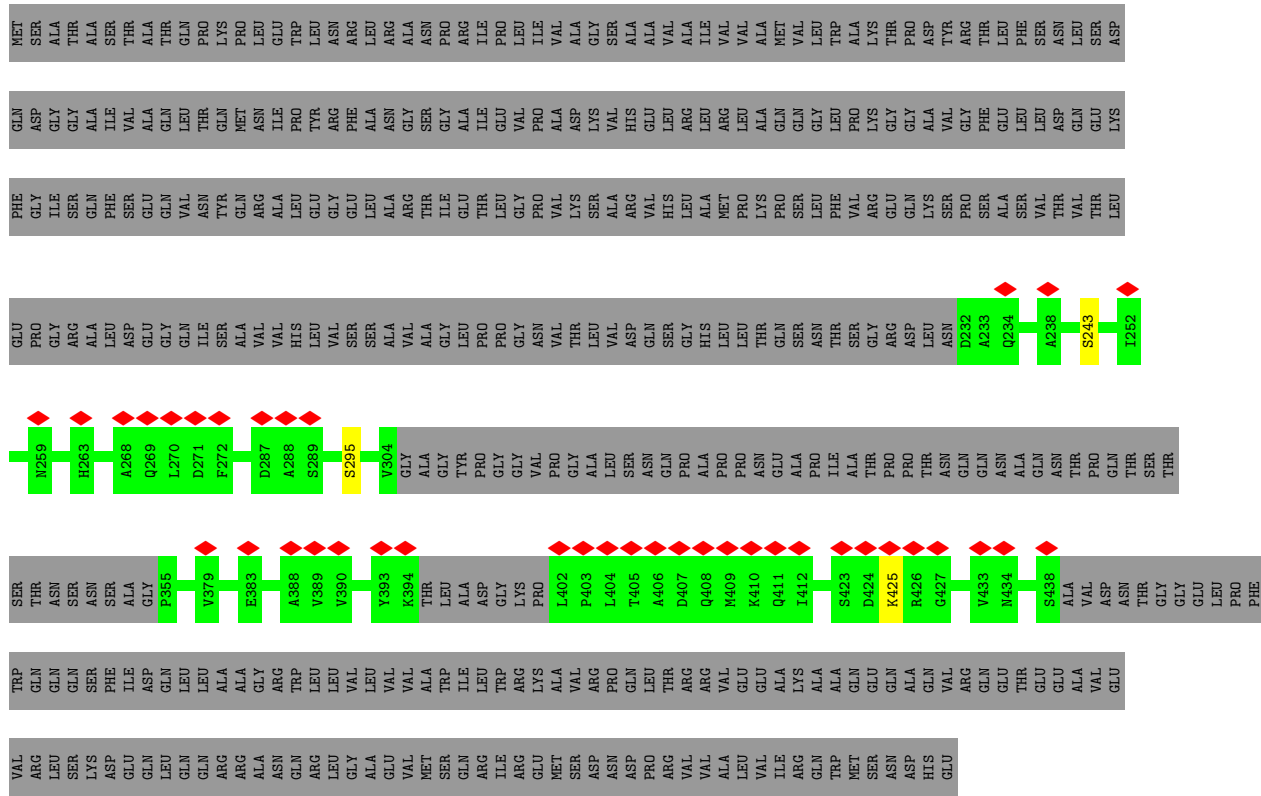 MET SER ALA THR ALA SER THR ALA THR GLN PRO LYS PRO LEU GLU TRP LEU ASN ARG LEU ARG ALA ASN PRO ARG ILE PRO LEU ILE VAL ALA GLY SER ALA ALA VAL ALA ILE VAL VAL ALA MET VAL LEU TRP ALA LYS THR PRO ASP TYR ARG THR LEU PHE SER ASN LEU SER ASP
GLN ASP GLY GLY ALA ILE VAL ALA GLN LEU THR GLN MET ASN ILE PRO TYR ARG PHE ALA ASN GLY SER GLY ALA ILE GLU VAL PRO ALA ASP LYS VAL HIS GLU LEU ARG LEU ARG LEU ALA GLN GLN GLY LEU PRO LYS GLY GLY ALA VAL GLY PHE GLU LEU LEU ASP GLN GLU LYS
PHE GLY ILE SER GLN PHE SER GLU GLN VAL ASN TYR GLN ARG ALA LEU GLU GLY GLU LEU ALA ARG THR ILE GLU THR LEU GLY PRO VAL LYS SER ALA ARG VAL HIS LEU ALA MET PRO LYS PRO SER LEU PHE VAL ARG GLU GLN LYS SER PRO SER ALA SER VAL THR VAL THR LEU
GLU PRO GLY ARG ALA LEU ASP GLU GLY GLN ILE SER ALA VAL VAL HIS LEU VAL SER SER ALA VAL ALA GLY LEU PRO PRO GLY ASN VAL THR LEU VAL ASP GLN SER GLY HIS LEU LEU THR GLN SER ASN THR SER GLY ARG ASP LEU ASN D232 A233 Q234 A238 S243 I252
N259 H263 A268 Q269 L270 D271 F272 D287 A288 S289 S295 V304 GLY ALA GLY TYR PRO GLY GLY VAL PRO GLY ALA LEU SER ASN GLN PRO ALA PRO PRO ASN GLU ALA PRO ILE ALA THR PRO PRO THR ASN GLN GLN ASN ALA GLN ASN THR PRO GLN THR SER THR
SER THR ASN SER ASN SER ALA GLY P355 V379 E383 A388 V389 V390 Y393 K394 THR LEU ALA ASP GLY LYS PRO L402 P403 L404 T405 A406 D407 Q408 M409 K410 Q411 I412 S423 D424 K425 R426 G427 V433 N434 S438 ALA VAL ASP ASN THR GLY GLY GLU LEU PRO PHE
TRP GLN GLN GLN SER PHE ILE ASP GLN LEU LEU ALA ALA GLY ARG TRP LEU LEU VAL LEU VAL VAL ALA TRP ILE LEU TRP ARG LYS ALA VAL ARG PRO GLN LEU THR ARG ARG VAL GLU GLU ALA LYS ALA ALA GLN GLU GLN ALA GLN VAL ARG GLN GLU THR GLU GLU ALA VAL GLU
VAL ARG LEU SER LYS ASP GLU GLN LEU GLN GLN ARG ARG ALA ASN GLN ARG LEU GLY ALA GLU VAL MET SER GLN ARG ILE ARG GLU MET SER ASP ASN ASP PRO ARG VAL VAL ALA LEU VAL ILE ARG GLN TRP MET SER ASN ASP HIS GLU